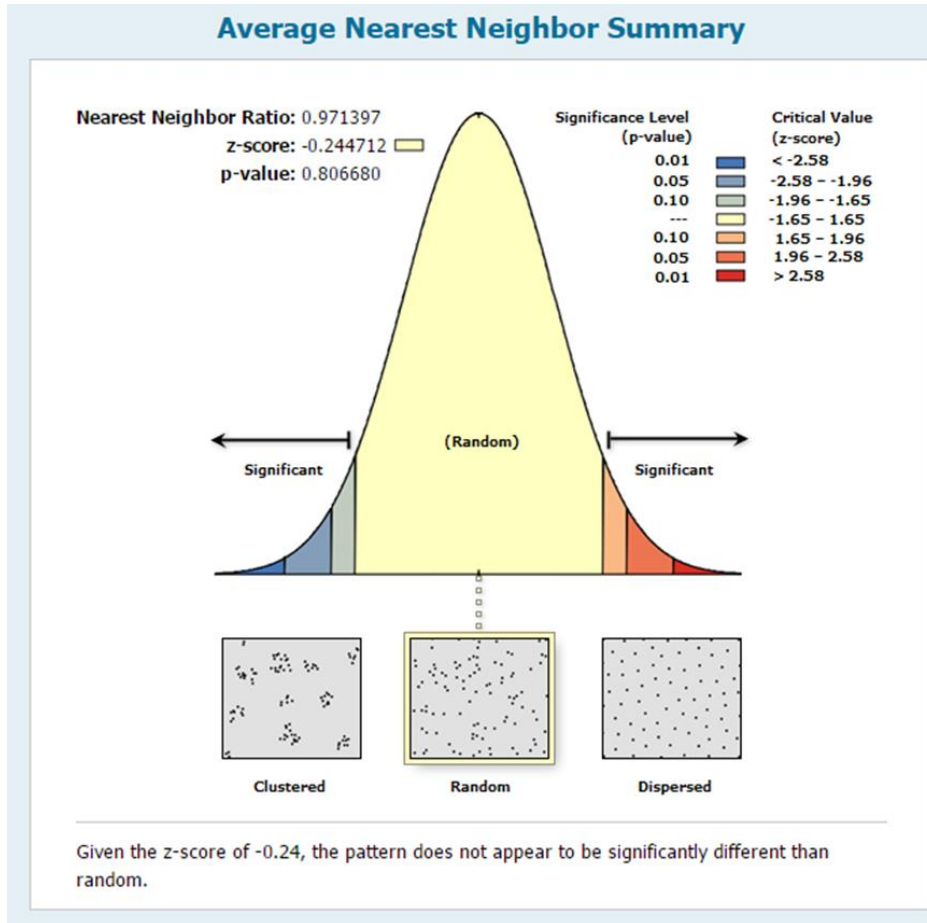 Average Nearest Neighbor Summary
Nearest Neighbor Ratio: 0.971397
z-score: -0.244712
p-value: 0.806680
Significance Level
(p-value)
Critical Value
(z-score)
0.01 < -2.58
0.05 -2.58 – -1.96
0.10 -1.96 – -1.65
--- -1.65 – 1.65
0.10 1.65 – 1.96
0.05 1.96 – 2.58
0.01 > 2.58
Significant
(Random)
Significant
Clustered
Random
Dispersed
Given the z-score of -0.24, the pattern does not appear to be significantly different than
random.